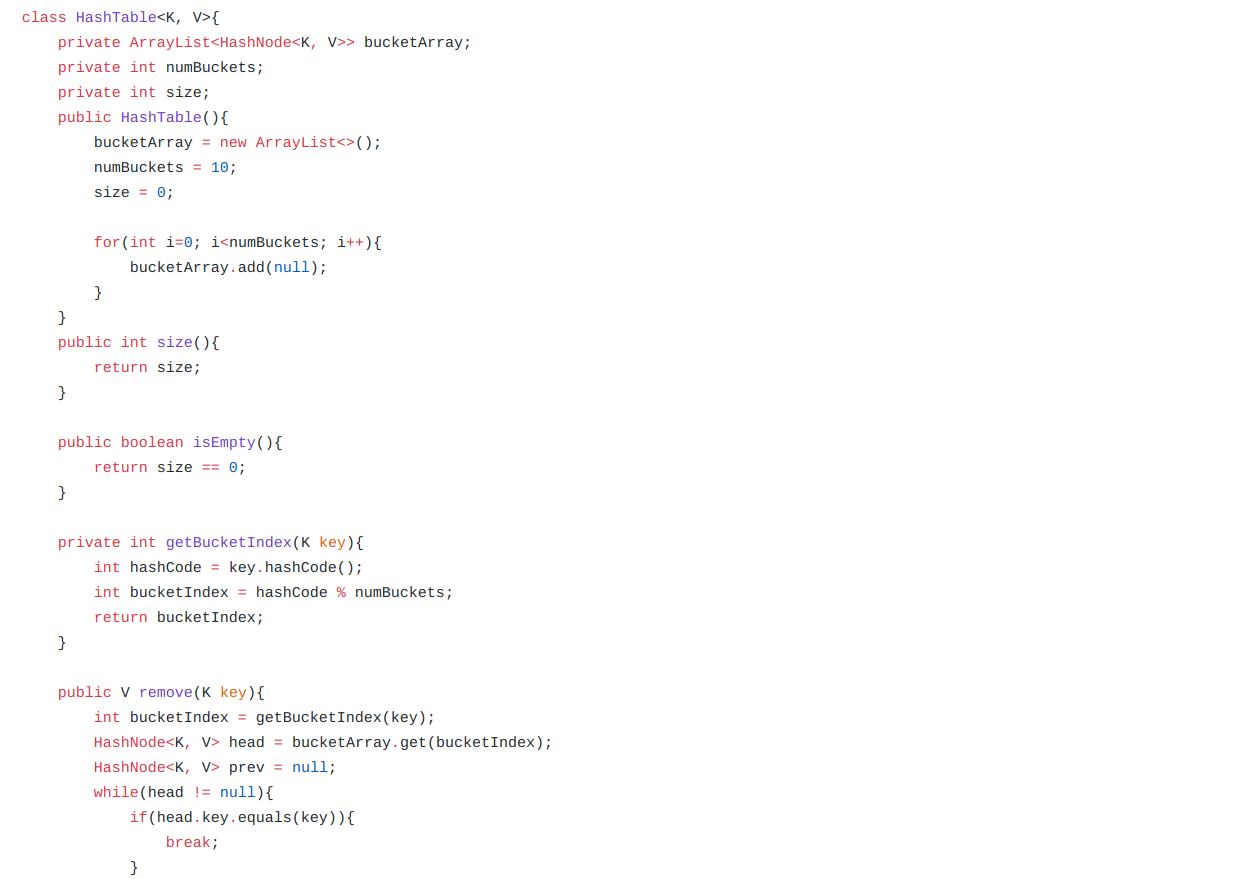 class HashTable<K, V>{
    private ArrayList<HashNode<K, V>> bucketArray;
    private int numBuckets;
    private int size;
    public HashTable(){
        bucketArray = new ArrayList<>();
        numBuckets = 10;
        size = 0;

        for(int i=0; i<numBuckets; i++){
            bucketArray.add(null);
        }
    }
    public int size(){
        return size;
    }

    public boolean isEmpty(){
        return size == 0;
    }

    private int getBucketIndex(K key){
        int hashCode = key.hashCode();
        int bucketIndex = hashCode % numBuckets;
        return bucketIndex;
    }

    public V remove(K key){
        int bucketIndex = getBucketIndex(key);
        HashNode<K, V> head = bucketArray.get(bucketIndex);
        HashNode<K, V> prev = null;
        while(head != null){
            if(head.key.equals(key)){
                break;
            }